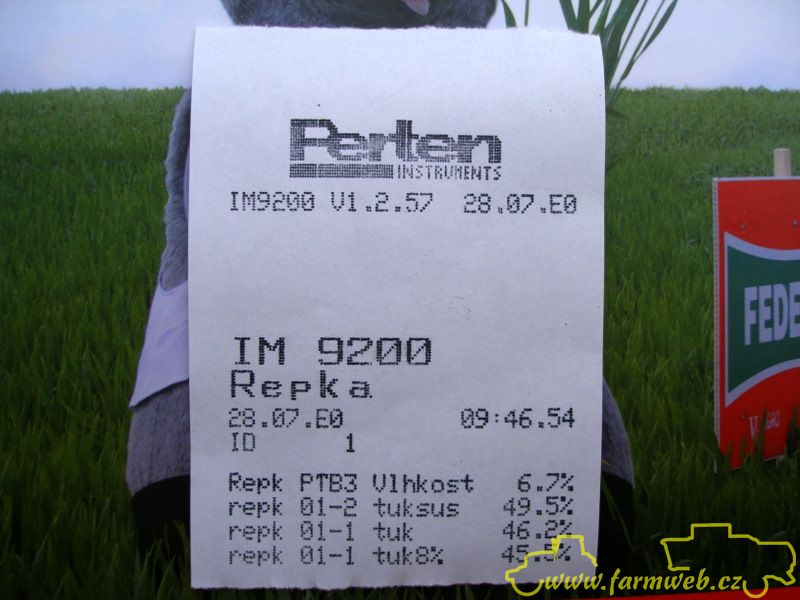 Perten
INSTRUMENTS
IM9200 V1.2.57 28.07.E0
IM 9200
Repka
28.07.E0 09:46.54
ID 1
Repk PTB3 Vlhkost 6.7%
repk 01-2 tuksus 49.5%
repk 01-1 tuk 46.2%
repk 01-1 tuk8% 45.5%
FEDE
www.farmweb.cz